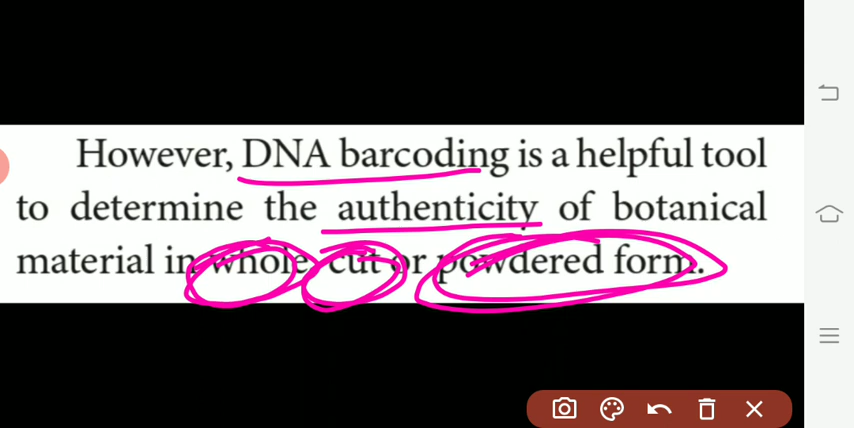 However, DNA barcoding is a helpful tool
to determine the authenticity of botanical
material in whole, cut or powdered form.